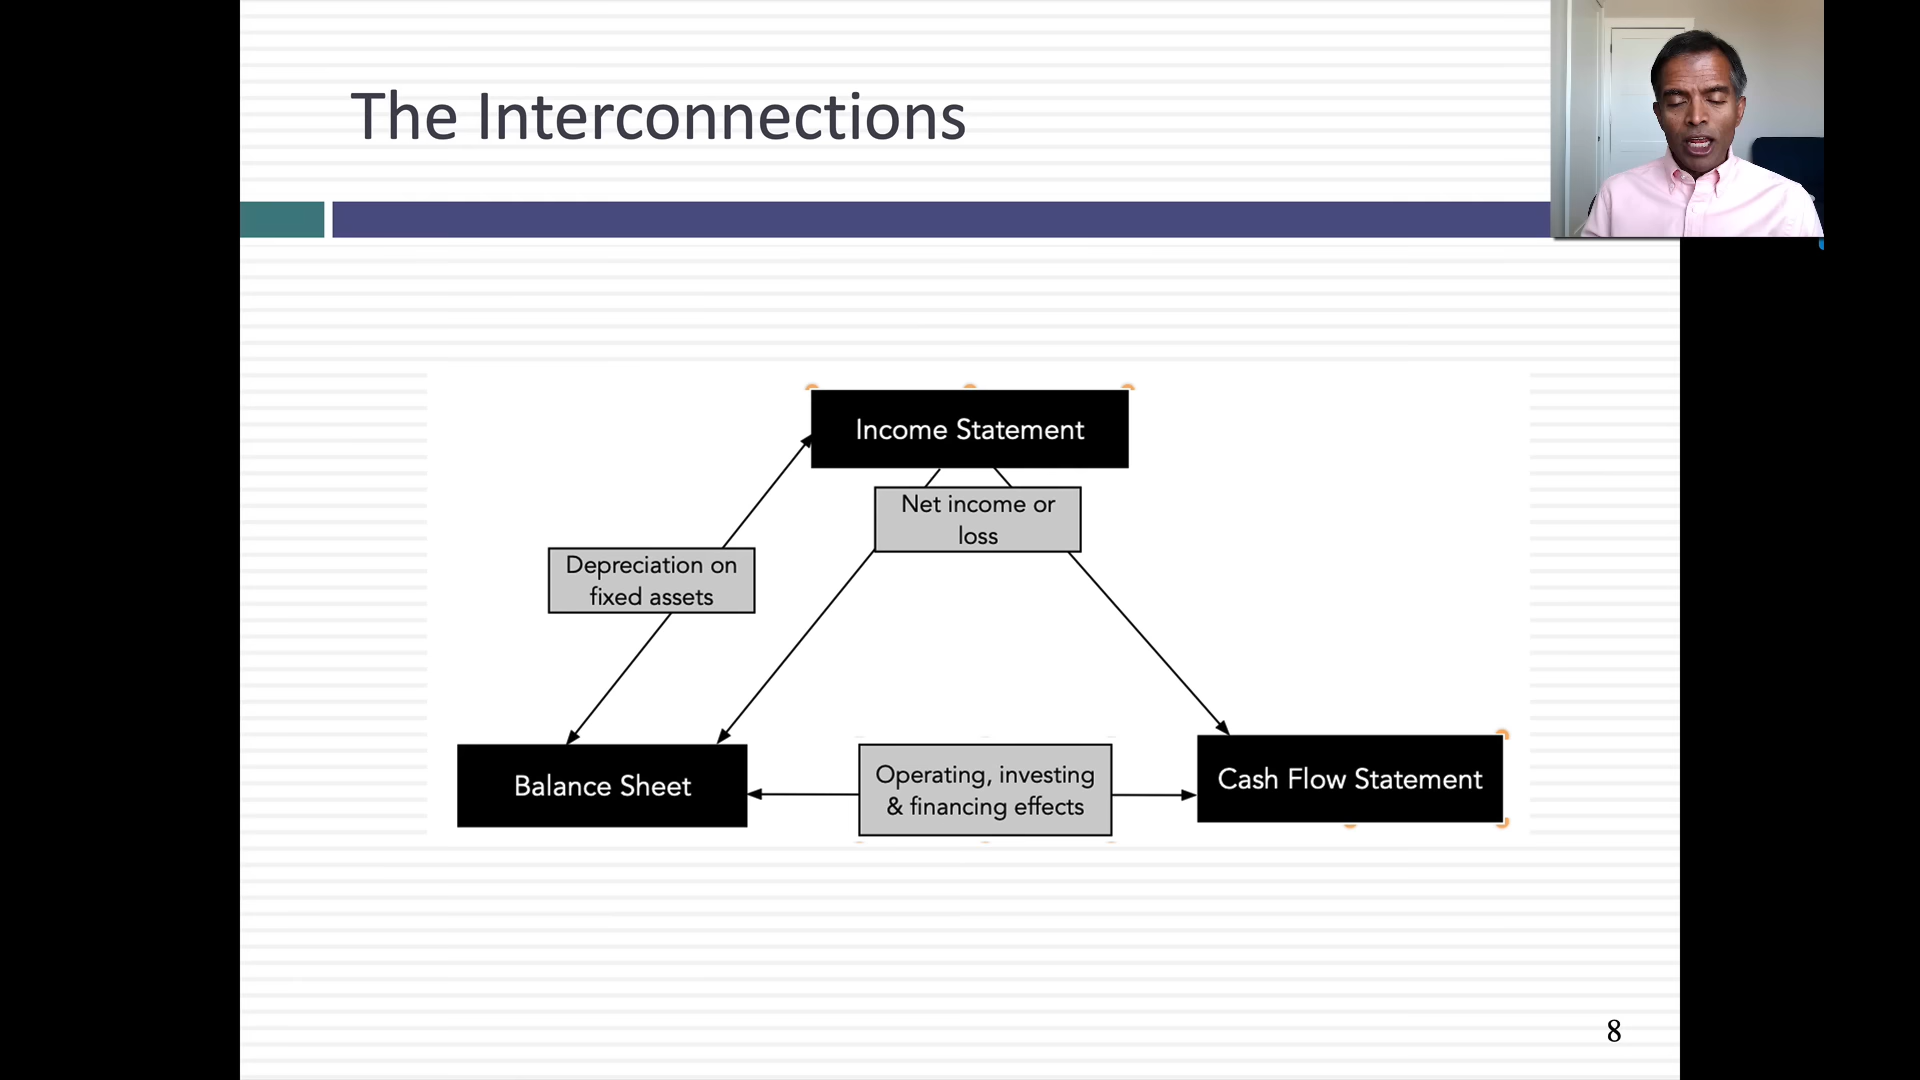 The Interconnections
Income Statement
Net income or
loss
Depreciation on
fixed assets
Balance Sheet
Operating, investing
& financing effects
Cash Flow Statement
8